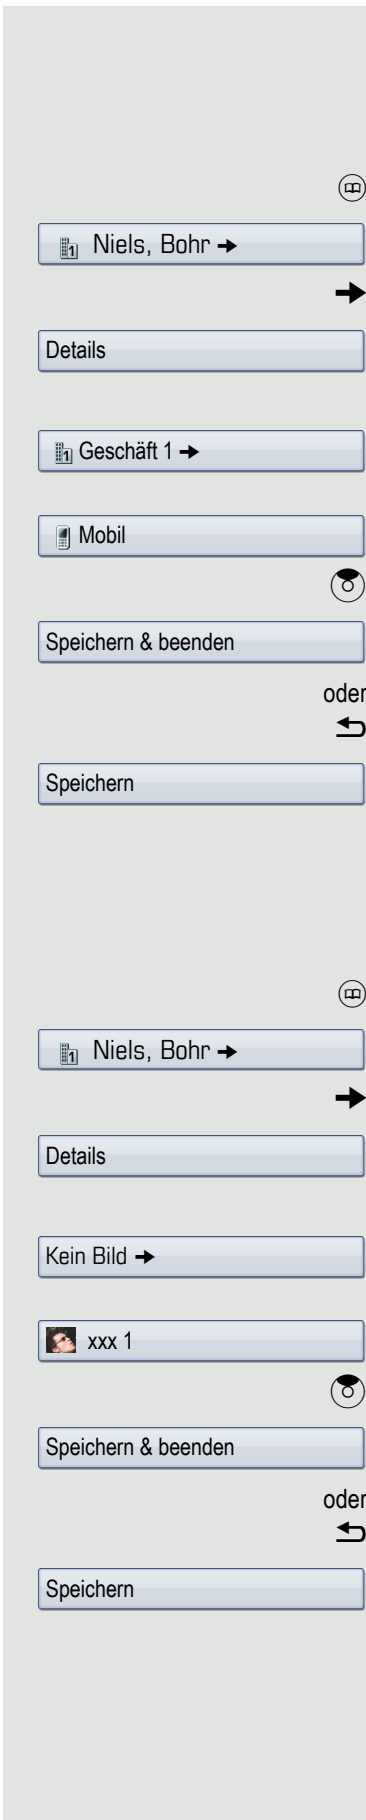 Niels, Bohr →
→
Details
Geschäft 1 →
Mobil
Speichern & beenden
oder
Speichern
Niels, Bohr →
→
Details
Kein Bild →
xxx 1
Speichern & beenden
oder
Speichern